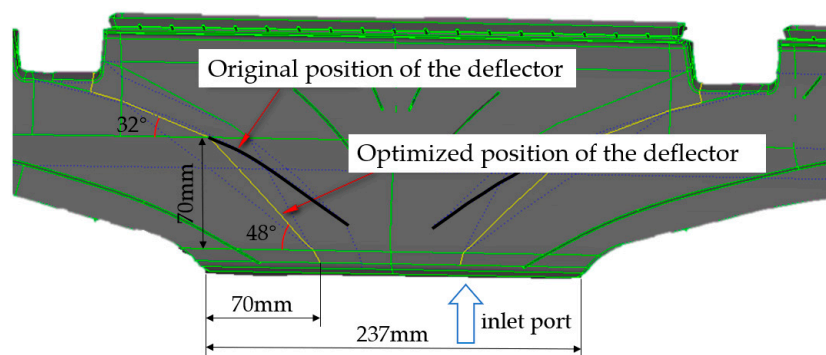 Original position of the deflector
32°
Optimized position of the deflector
70mm
48°
70mm
inlet port
237mm